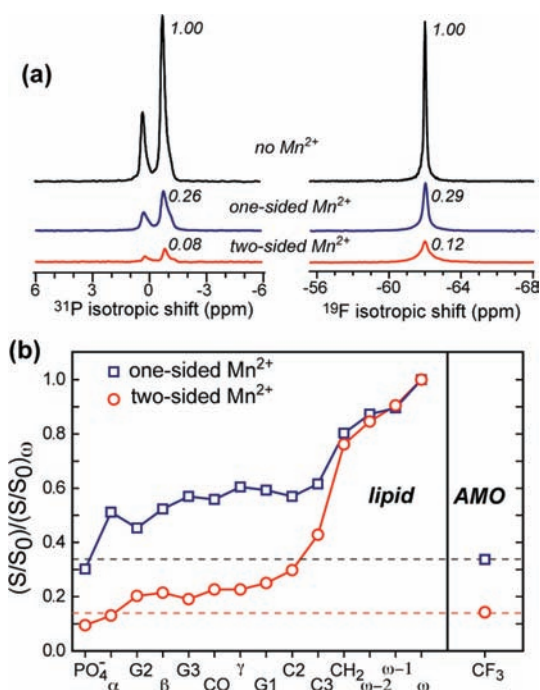 (a)
1.00 1.00
no Mn²⁺
0.26 one-sided Mn²⁺ 0.29
0.08 two-sided Mn²⁺ 0.12
6 3 0 -3 -6 -56 -60 -64 -68
³¹P isotropic shift (ppm) ¹⁹F isotropic shift (ppm)
(b)
one-sided Mn²⁺
two-sided Mn²⁺
1.0
0.8
0.6
0.4
0.2
0.0
(S/S₀)/(S/S₀)ω
lipid AMO
PO₄⁻ α G2 β G3 CO γ G1 C2 C3 CH₂ ω-2 ω-1 ω CF₃